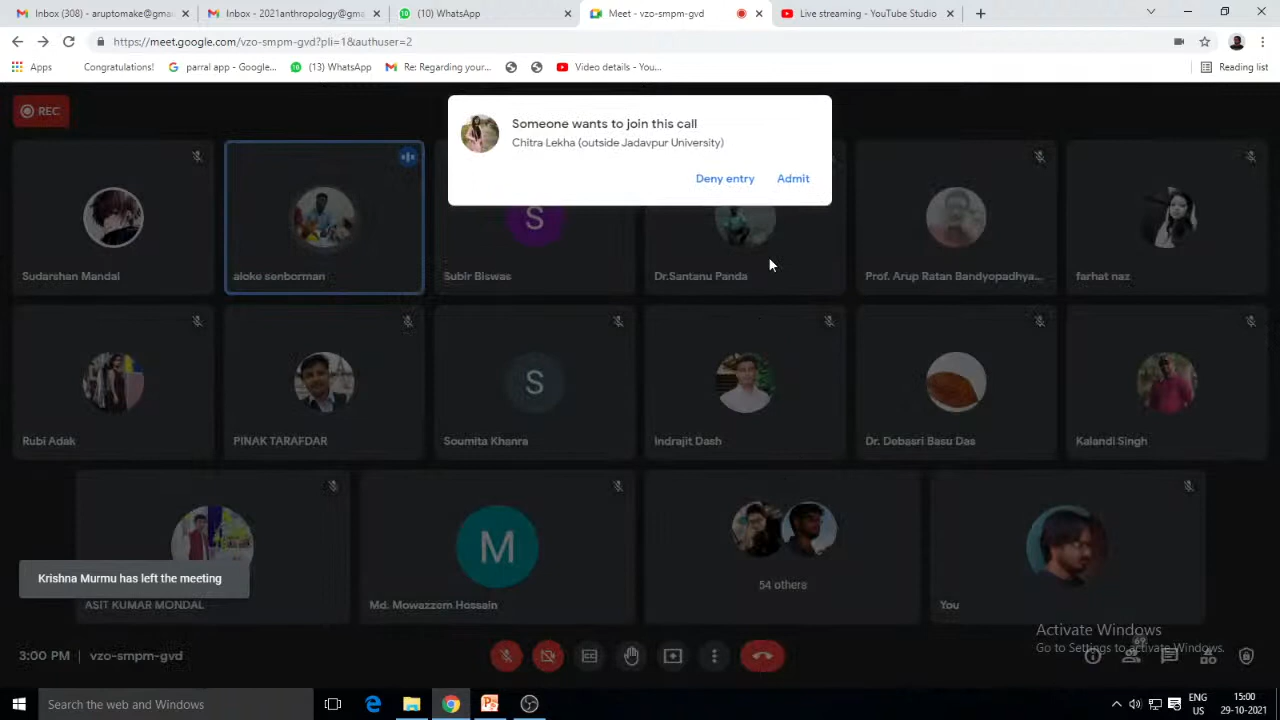 Inbox - bruptomake@gmai
Inbox - 2021anthropology@gm
(10) WhatsApp
Meet - vzo-smpm-gvd
Live streaming - YouTube Studio
https://meet.google.com/vzo-smpm-gvd?pli=1&authuser=2
Apps
Congratulations!
parral app - Google...
(13) WhatsApp
Re: Regarding your...
Video details - You...
Reading list
REC
Someone wants to join this call
Chitra Lekha (outside Jadavpur University)
Deny entry
Admit
S
Sudarshan Mandal
aloke senborman
Subir Biswas
Dr.Santanu Panda
Prof. Arup Ratan Bandyopadhya...
farhat naz
S
Rubi Adak
PINAK TARAFDAR
Soumita Khanra
Indrajit Dash
Dr. Debasri Basu Das
Kalandi Singh
M
Krishna Murmu has left the meeting
54 others
ASIT KUMAR MONDAL
Md. Mowazzem Hossain
You
Activate Windows
Go to Settings to activate Windows.
3:00 PM | vzo-smpm-gvd
69
Search the web and Windows
ENG
US
15:00
29-10-2021